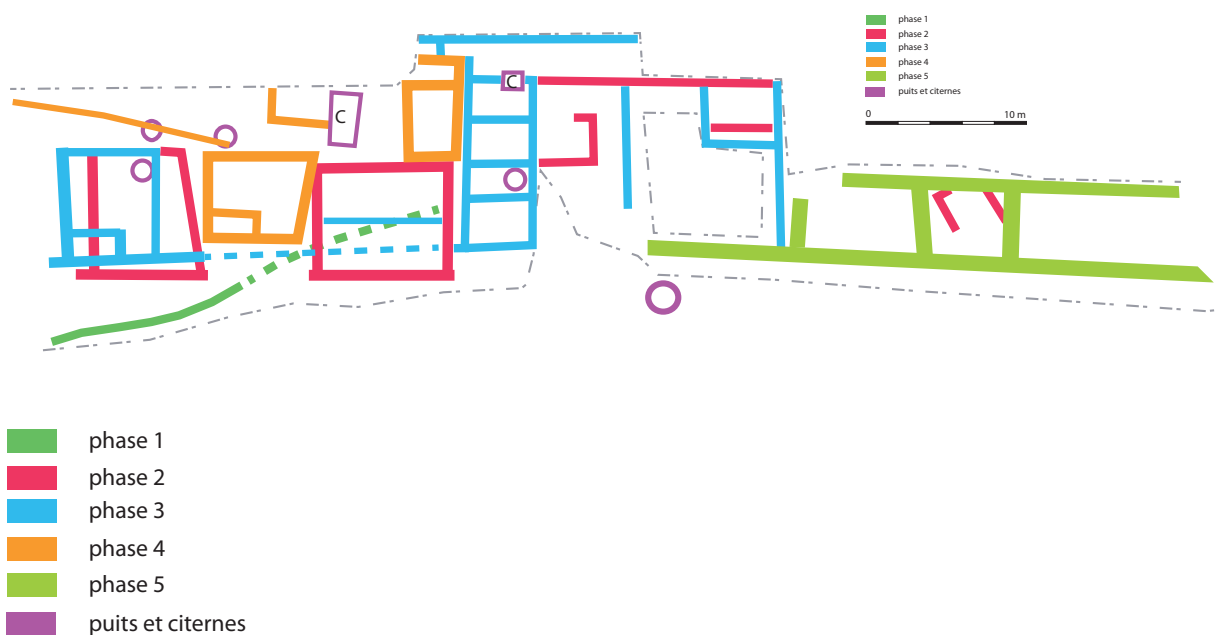 phase 1
phase 2
phase 3
phase 4
phase 5
puits et citernes
0 10 m
C
C
phase 1
phase 2
phase 3
phase 4
phase 5
puits et citernes